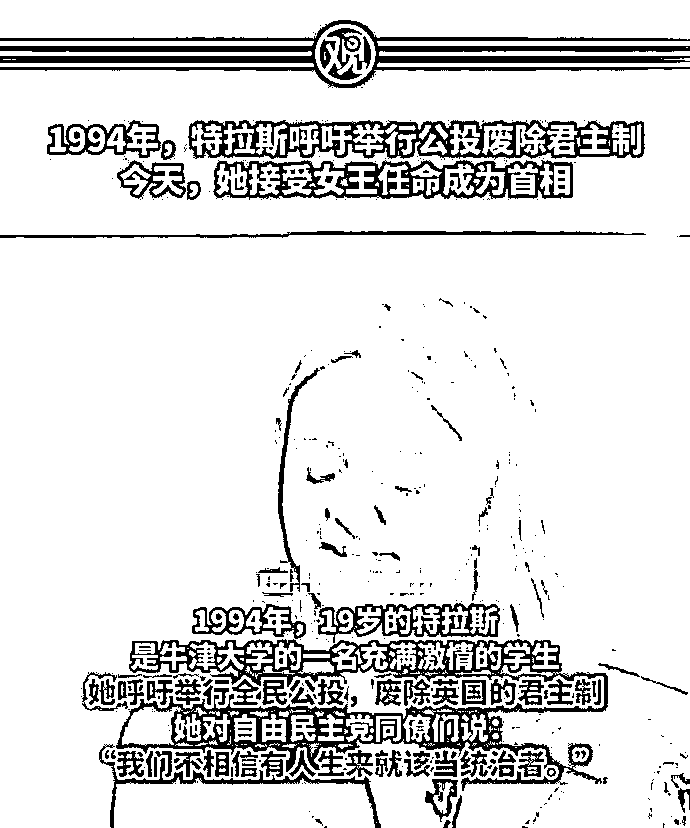 观
1994年，特拉斯呼吁举行公投废除君主制
今天，她接受女王任命成为首相
1994年，19岁的特拉斯
是牛津大学的一名充满激情的学生
她呼吁举行全民公投，废除英国的君主制
她对自由民主党同僚们说：
“我们不相信有人生来就该当统治者。”